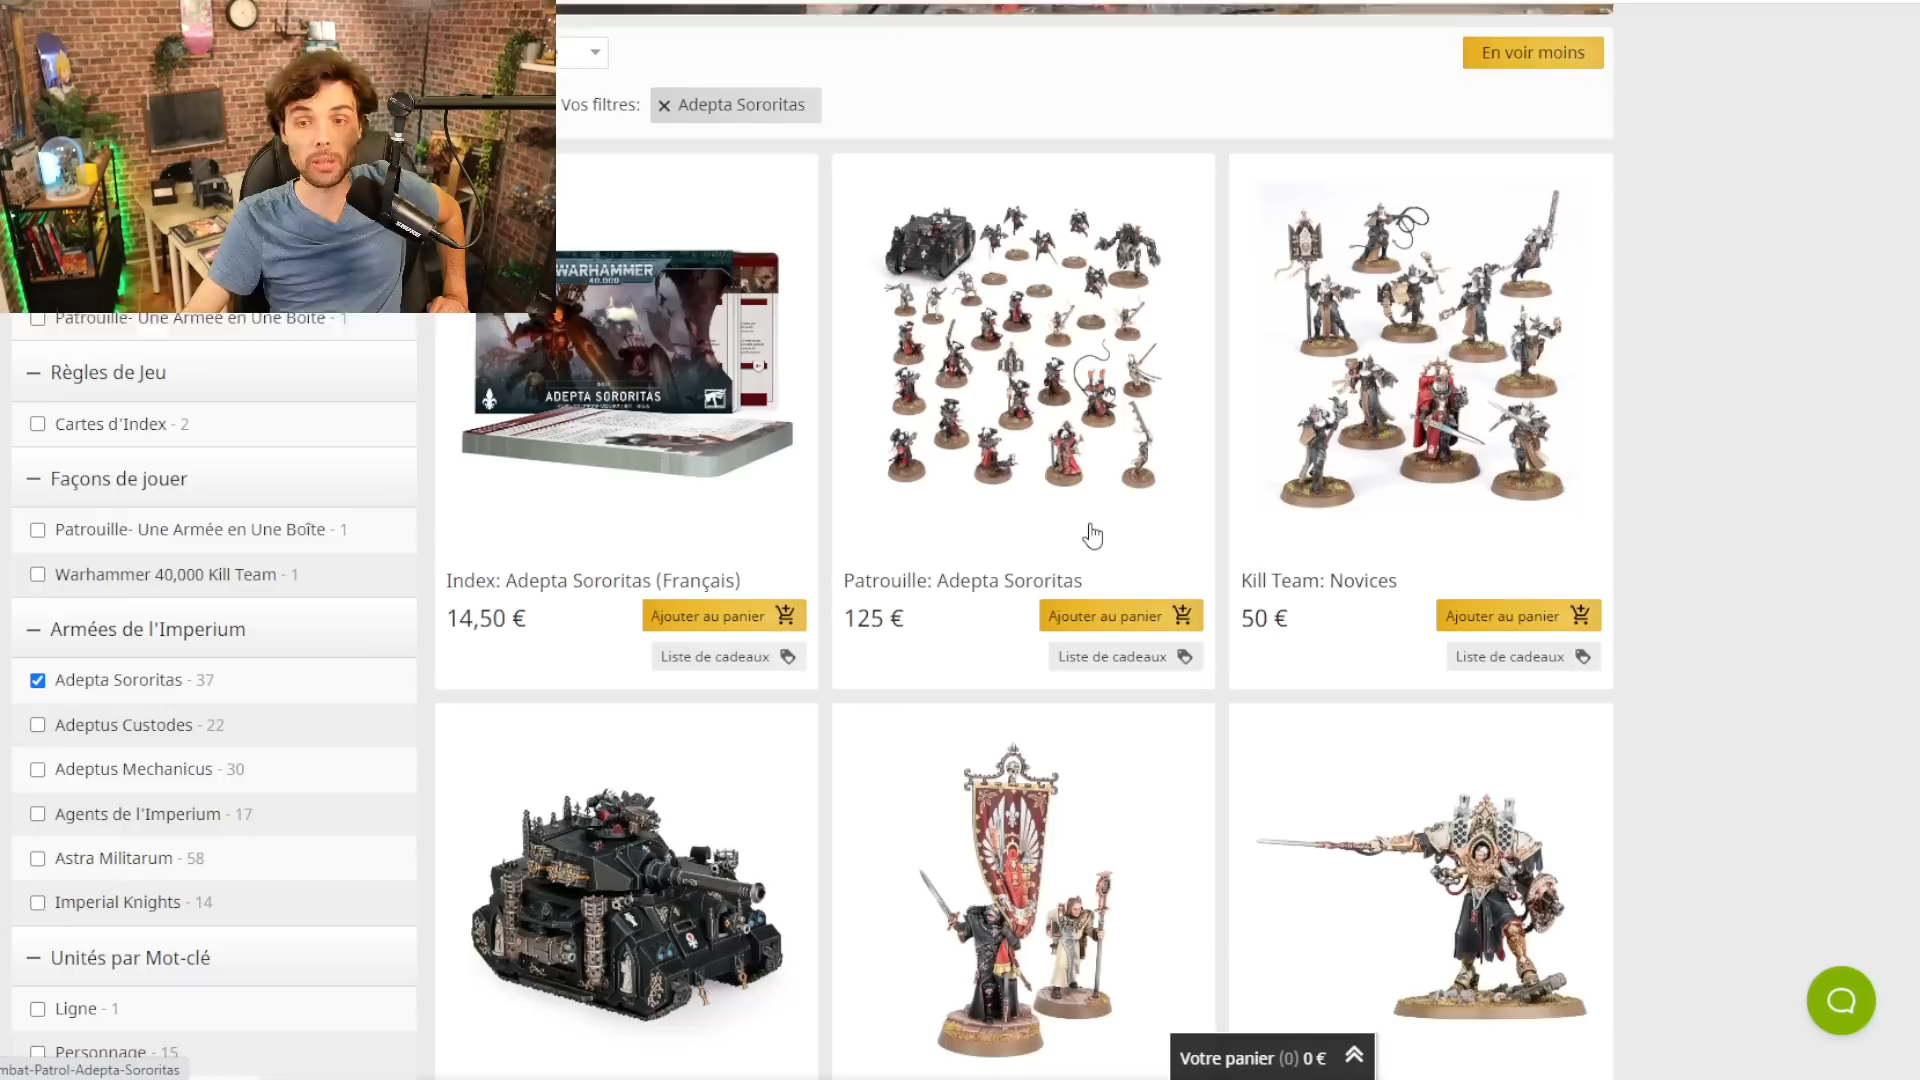 En voir moins
Vos filtres:
Adepta Sororitas
Patrouille- Une Armée en Une Boîte - 1
Règles de Jeu
Cartes d'Index - 2
Façons de jouer
Patrouille- Une Armée en Une Boîte - 1
Warhammer 40,000 Kill Team - 1
Armées de l'Imperium
Adepta Sororitas - 37
Adeptus Custodes - 22
Adeptus Mechanicus - 30
Agents de l'Imperium - 17
Astra Militarum - 58
Imperial Knights - 14
Unités par Mot-clé
Ligne - 1
Personnage - 15
mbat-Patrol-Adepta-Sororitas
SHURE
WARHAMMER
40,000
ADEPTA SORORITAS
Index: Adepta Sororitas (Français)
14,50 €
Ajouter au panier
Liste de cadeaux
Patrouille: Adepta Sororitas
125 €
Ajouter au panier
Liste de cadeaux
Kill Team: Novices
50 €
Ajouter au panier
Liste de cadeaux
Votre panier (0) 0 €